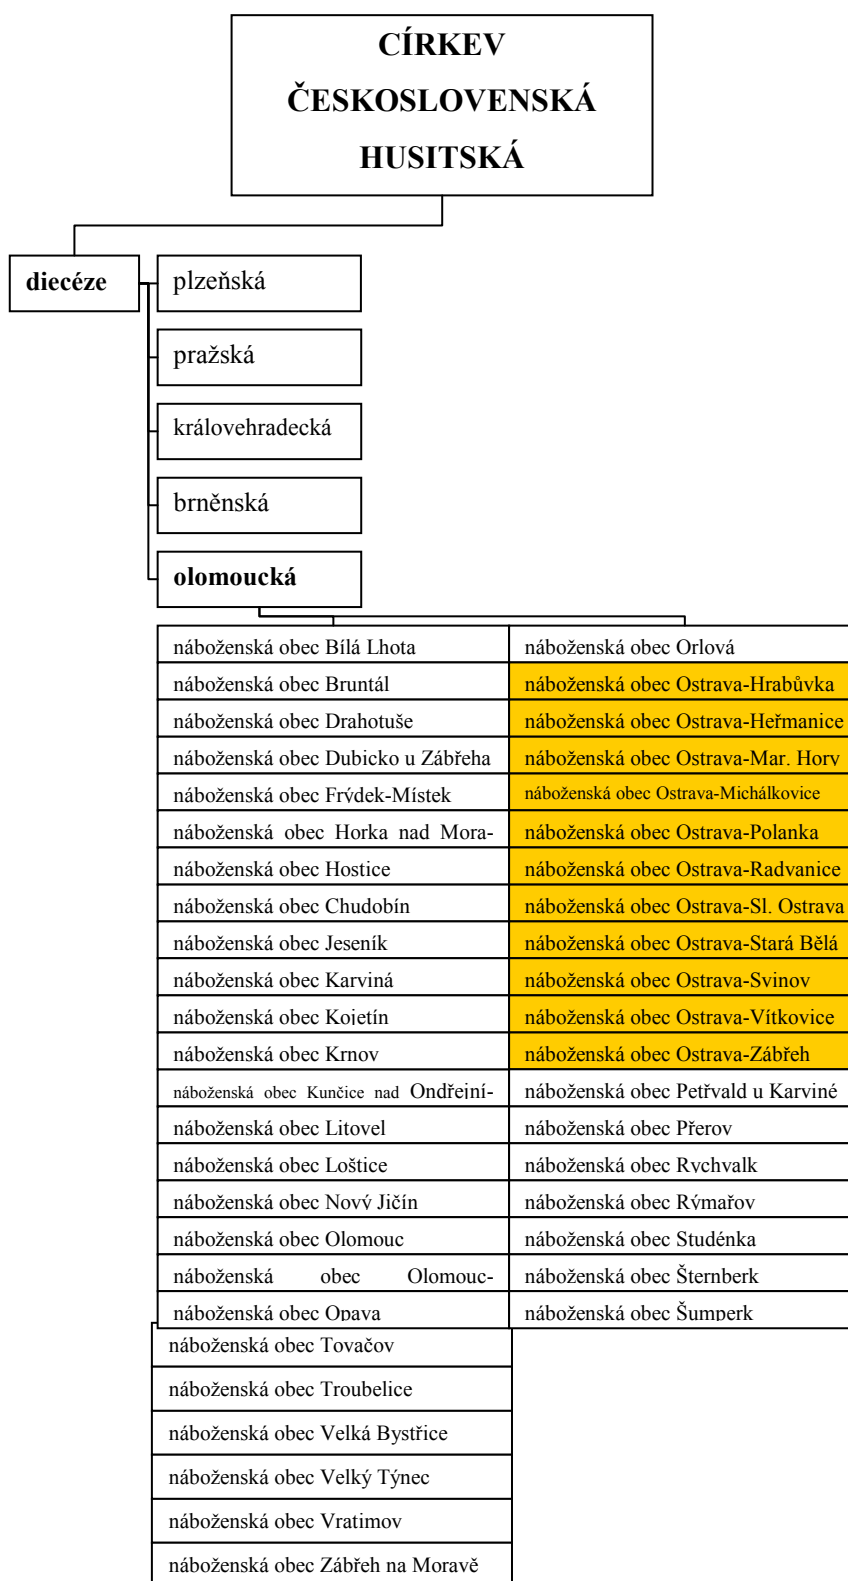 CÍRKEV
ČESKOSLOVENSKÁ
HUSITSKÁ
diecéze
plzeňská
pražská
královehradecká
brněnská
olomoucká
náboženská obec Bílá Lhota
náboženská obec Bruntál
náboženská obec Drahotuše
náboženská obec Dubicko u Zábřeha
náboženská obec Frýdek-Místek
náboženská obec Horka nad Mora-
náboženská obec Hostice
náboženská obec Chudobín
náboženská obec Jeseník
náboženská obec Karviná
náboženská obec Kojetín
náboženská obec Krnov
náboženská obec Kunčice nad Ondřejní-
náboženská obec Litovel
náboženská obec Loštice
náboženská obec Nový Jičín
náboženská obec Olomouc
náboženská obec Olomouc-
náboženská obec Opava
náboženská obec Orlová
náboženská obec Ostrava-Hrabůvka
náboženská obec Ostrava-Heřmanice
náboženská obec Ostrava-Mar. Hory
náboženská obec Ostrava-Michálkovice
náboženská obec Ostrava-Polanka
náboženská obec Ostrava-Radvanice
náboženská obec Ostrava-Sl. Ostrava
náboženská obec Ostrava-Stará Bělá
náboženská obec Ostrava-Svinov
náboženská obec Ostrava-Vítkovice
náboženská obec Ostrava-Zábřeh
náboženská obec Petřvald u Karviné
náboženská obec Přerov
náboženská obec Rychvalk
náboženská obec Rýmařov
náboženská obec Studénka
náboženská obec Šternberk
náboženská obec Šumperk
náboženská obec Tovačov
náboženská obec Troubelice
náboženská obec Velká Bystřice
náboženská obec Velký Týnec
náboženská obec Vratimov
náboženská obec Zábřeh na Moravě